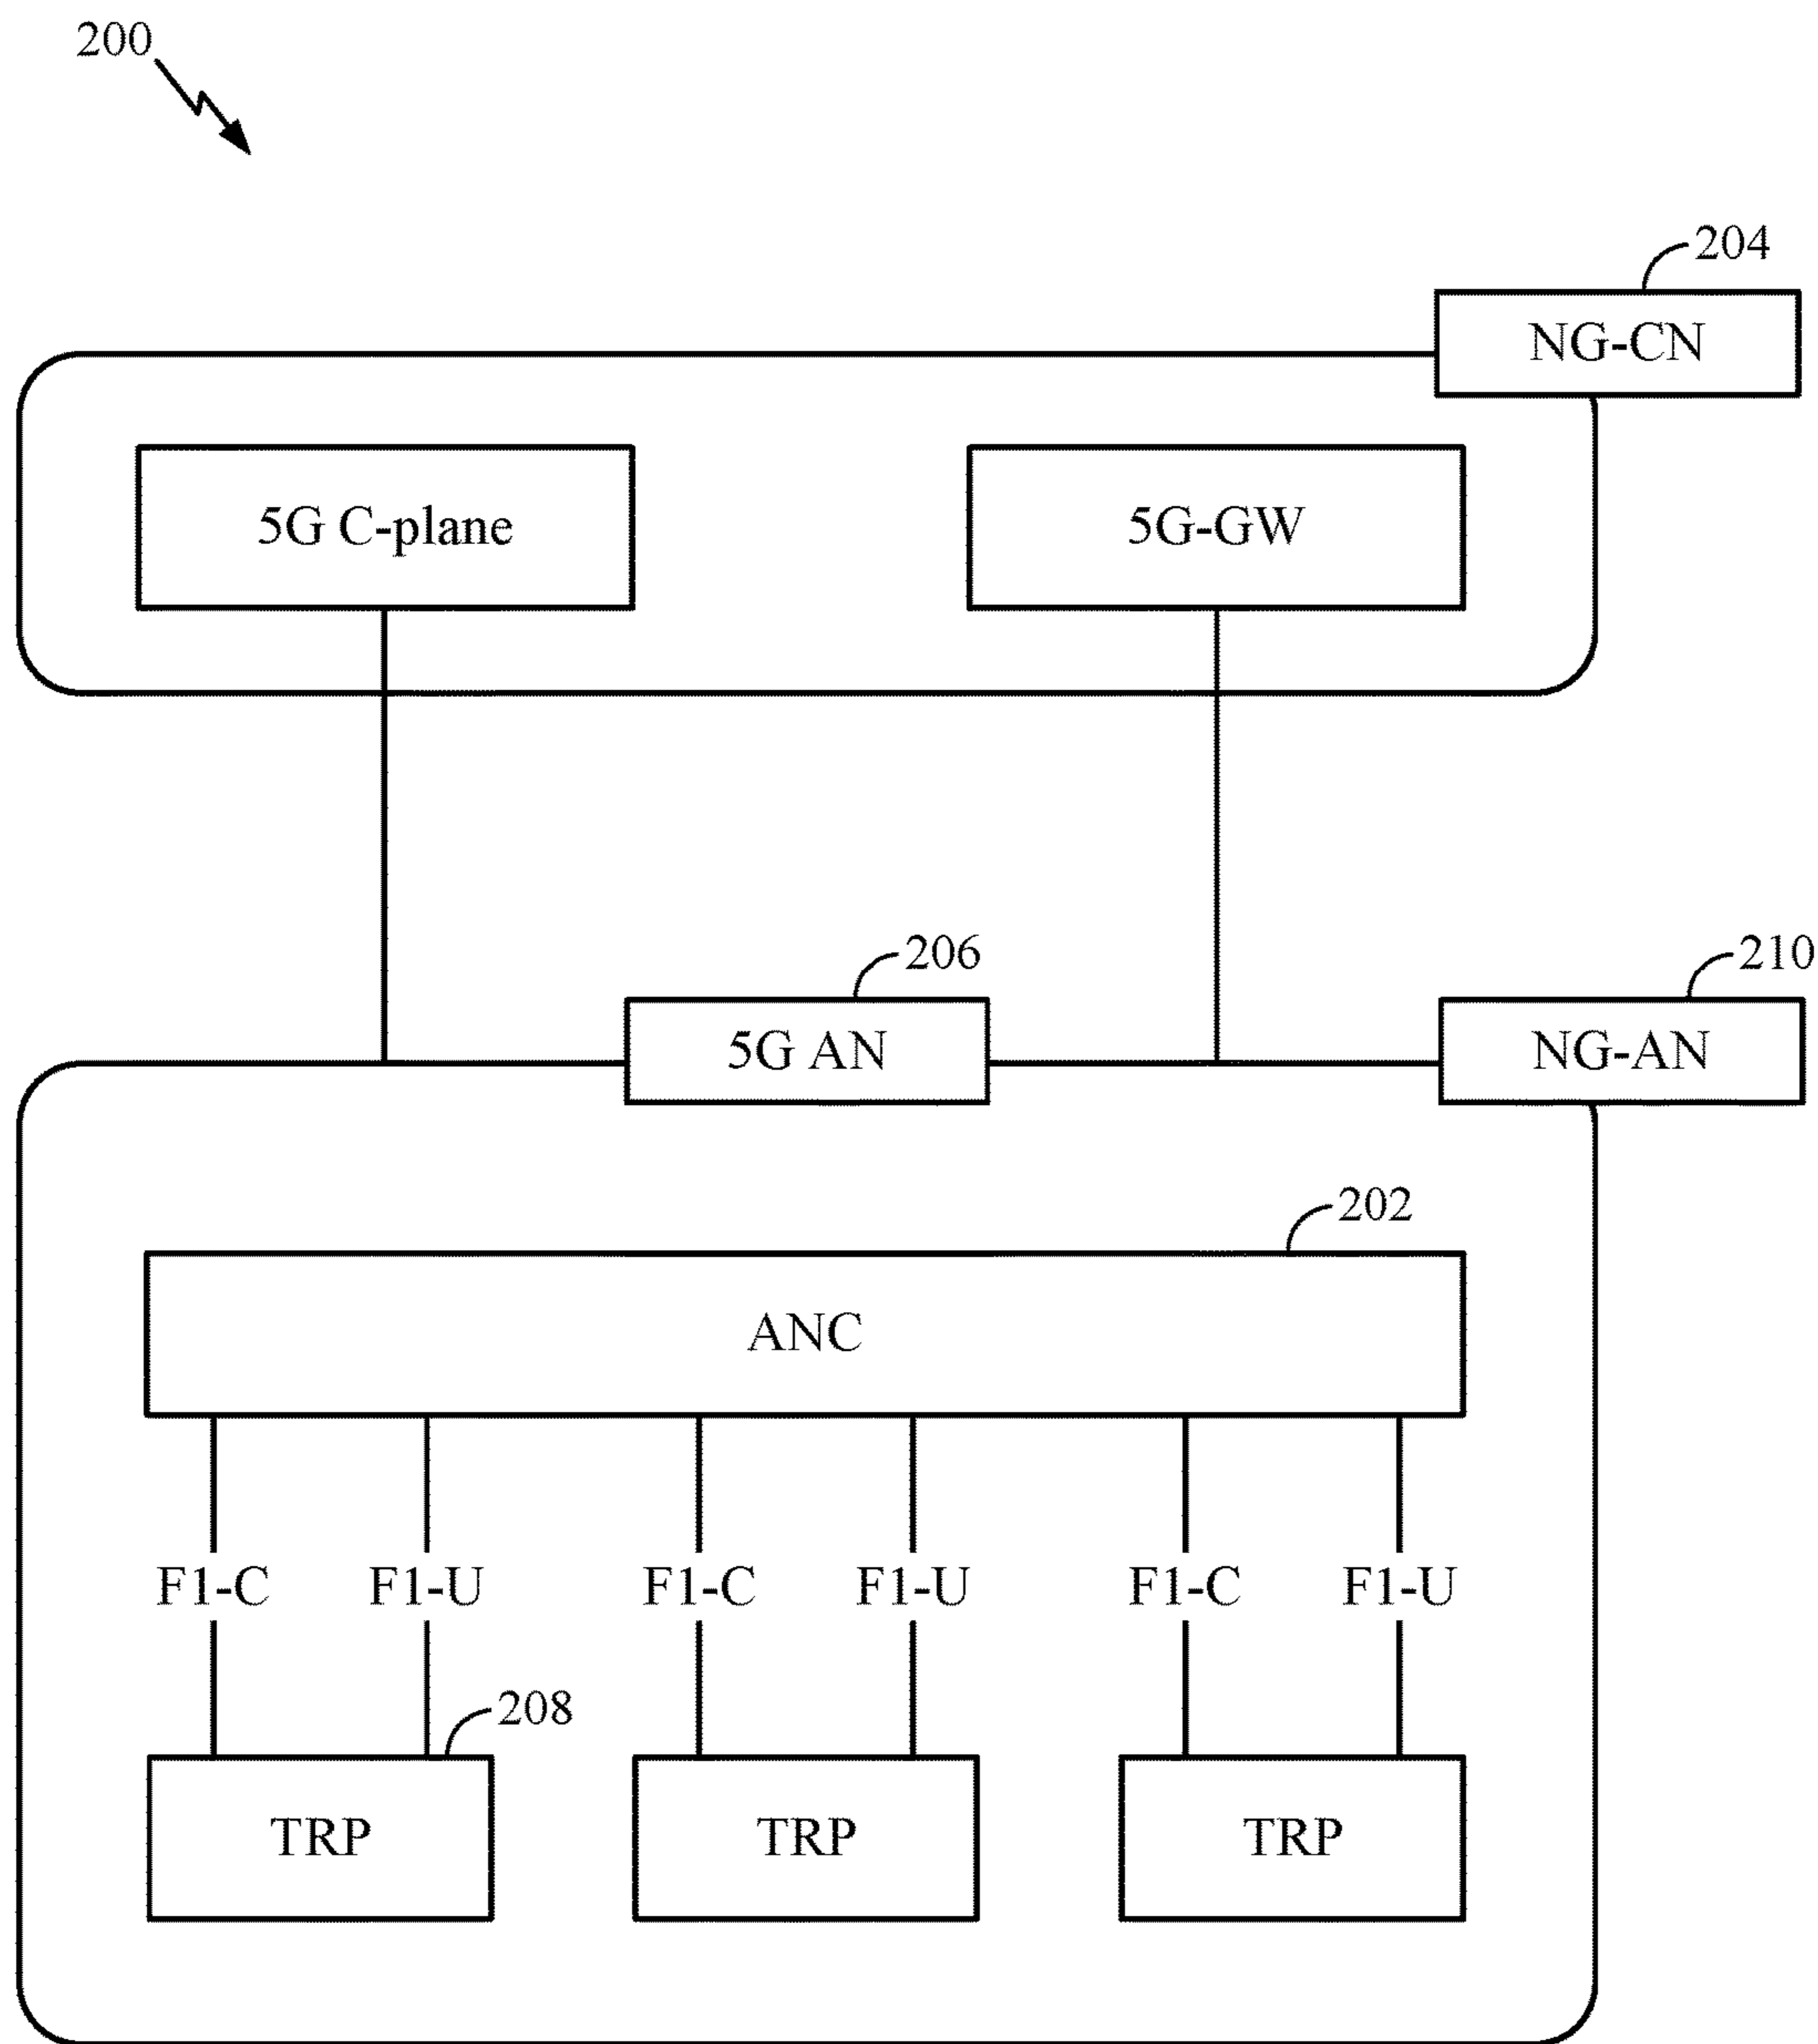 200
204
NG-CN
5G C-plane
5G-GW
206
210
5G AN
NG-AN
202
ANC
F1-C F1-U F1-C F1-U F1-C F1-U
208
TRP TRP TRP